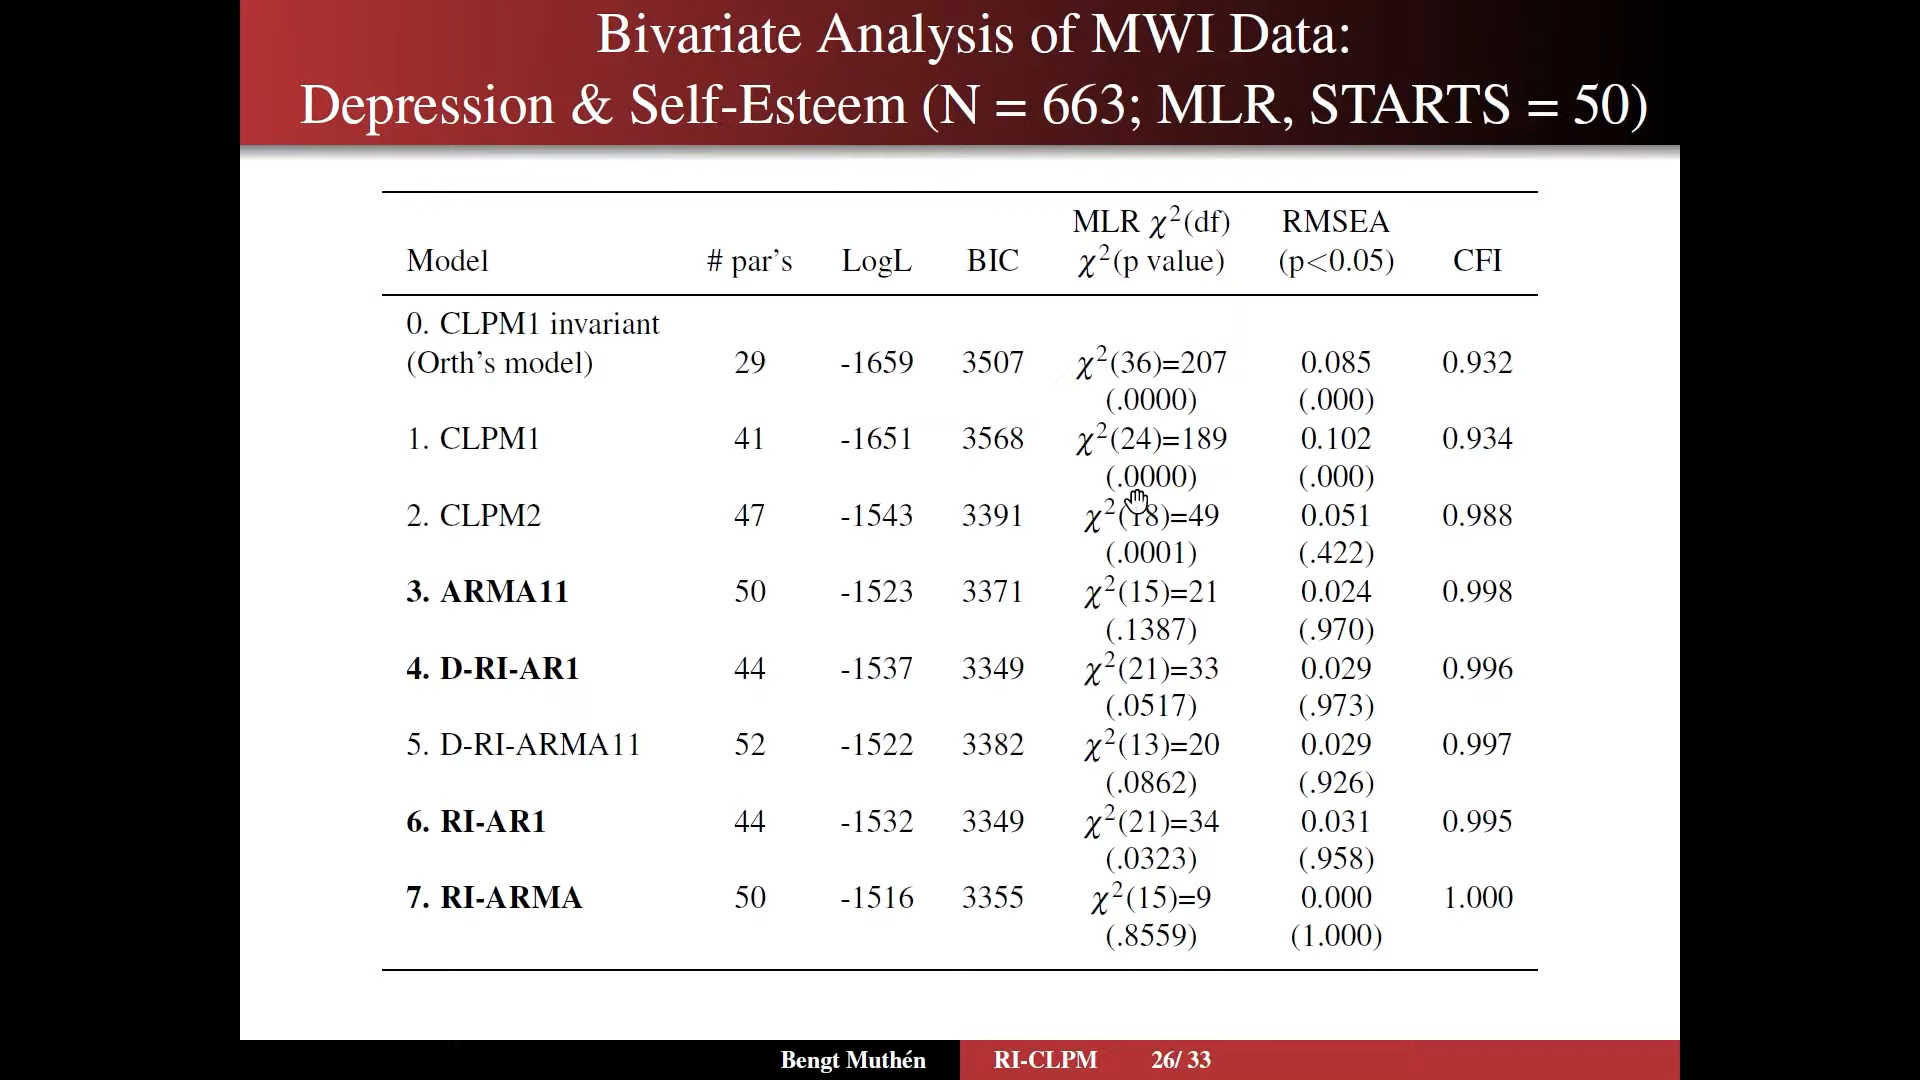 Bivariate Analysis of MWI Data:
Depression & Self-Esteem (N = 663; MLR, STARTS = 50)
MLR χ²(df) RMSEA
Model # par's LogL BIC χ²(p value) (p<0.05) CFI
0. CLPM1 invariant
(Orth's model) 29 -1659 3507 χ²(36)=207 0.085 0.932
(.0000) (.000)
1. CLPM1 41 -1651 3568 χ²(24)=189 0.102 0.934
(.0000) (.000)
2. CLPM2 47 -1543 3391 χ²(18)=49 0.051 0.988
(.0001) (.422)
3. ARMA11 50 -1523 3371 χ²(15)=21 0.024 0.998
(.1387) (.970)
4. D-RI-AR1 44 -1537 3349 χ²(21)=33 0.029 0.996
(.0517) (.973)
5. D-RI-ARMA11 52 -1522 3382 χ²(13)=20 0.029 0.997
(.0862) (.926)
6. RI-AR1 44 -1532 3349 χ²(21)=34 0.031 0.995
(.0323) (.958)
7. RI-ARMA 50 -1516 3355 χ²(15)=9 0.000 1.000
(.8559) (1.000)
Bengt Muthén RI-CLPM 26/ 33